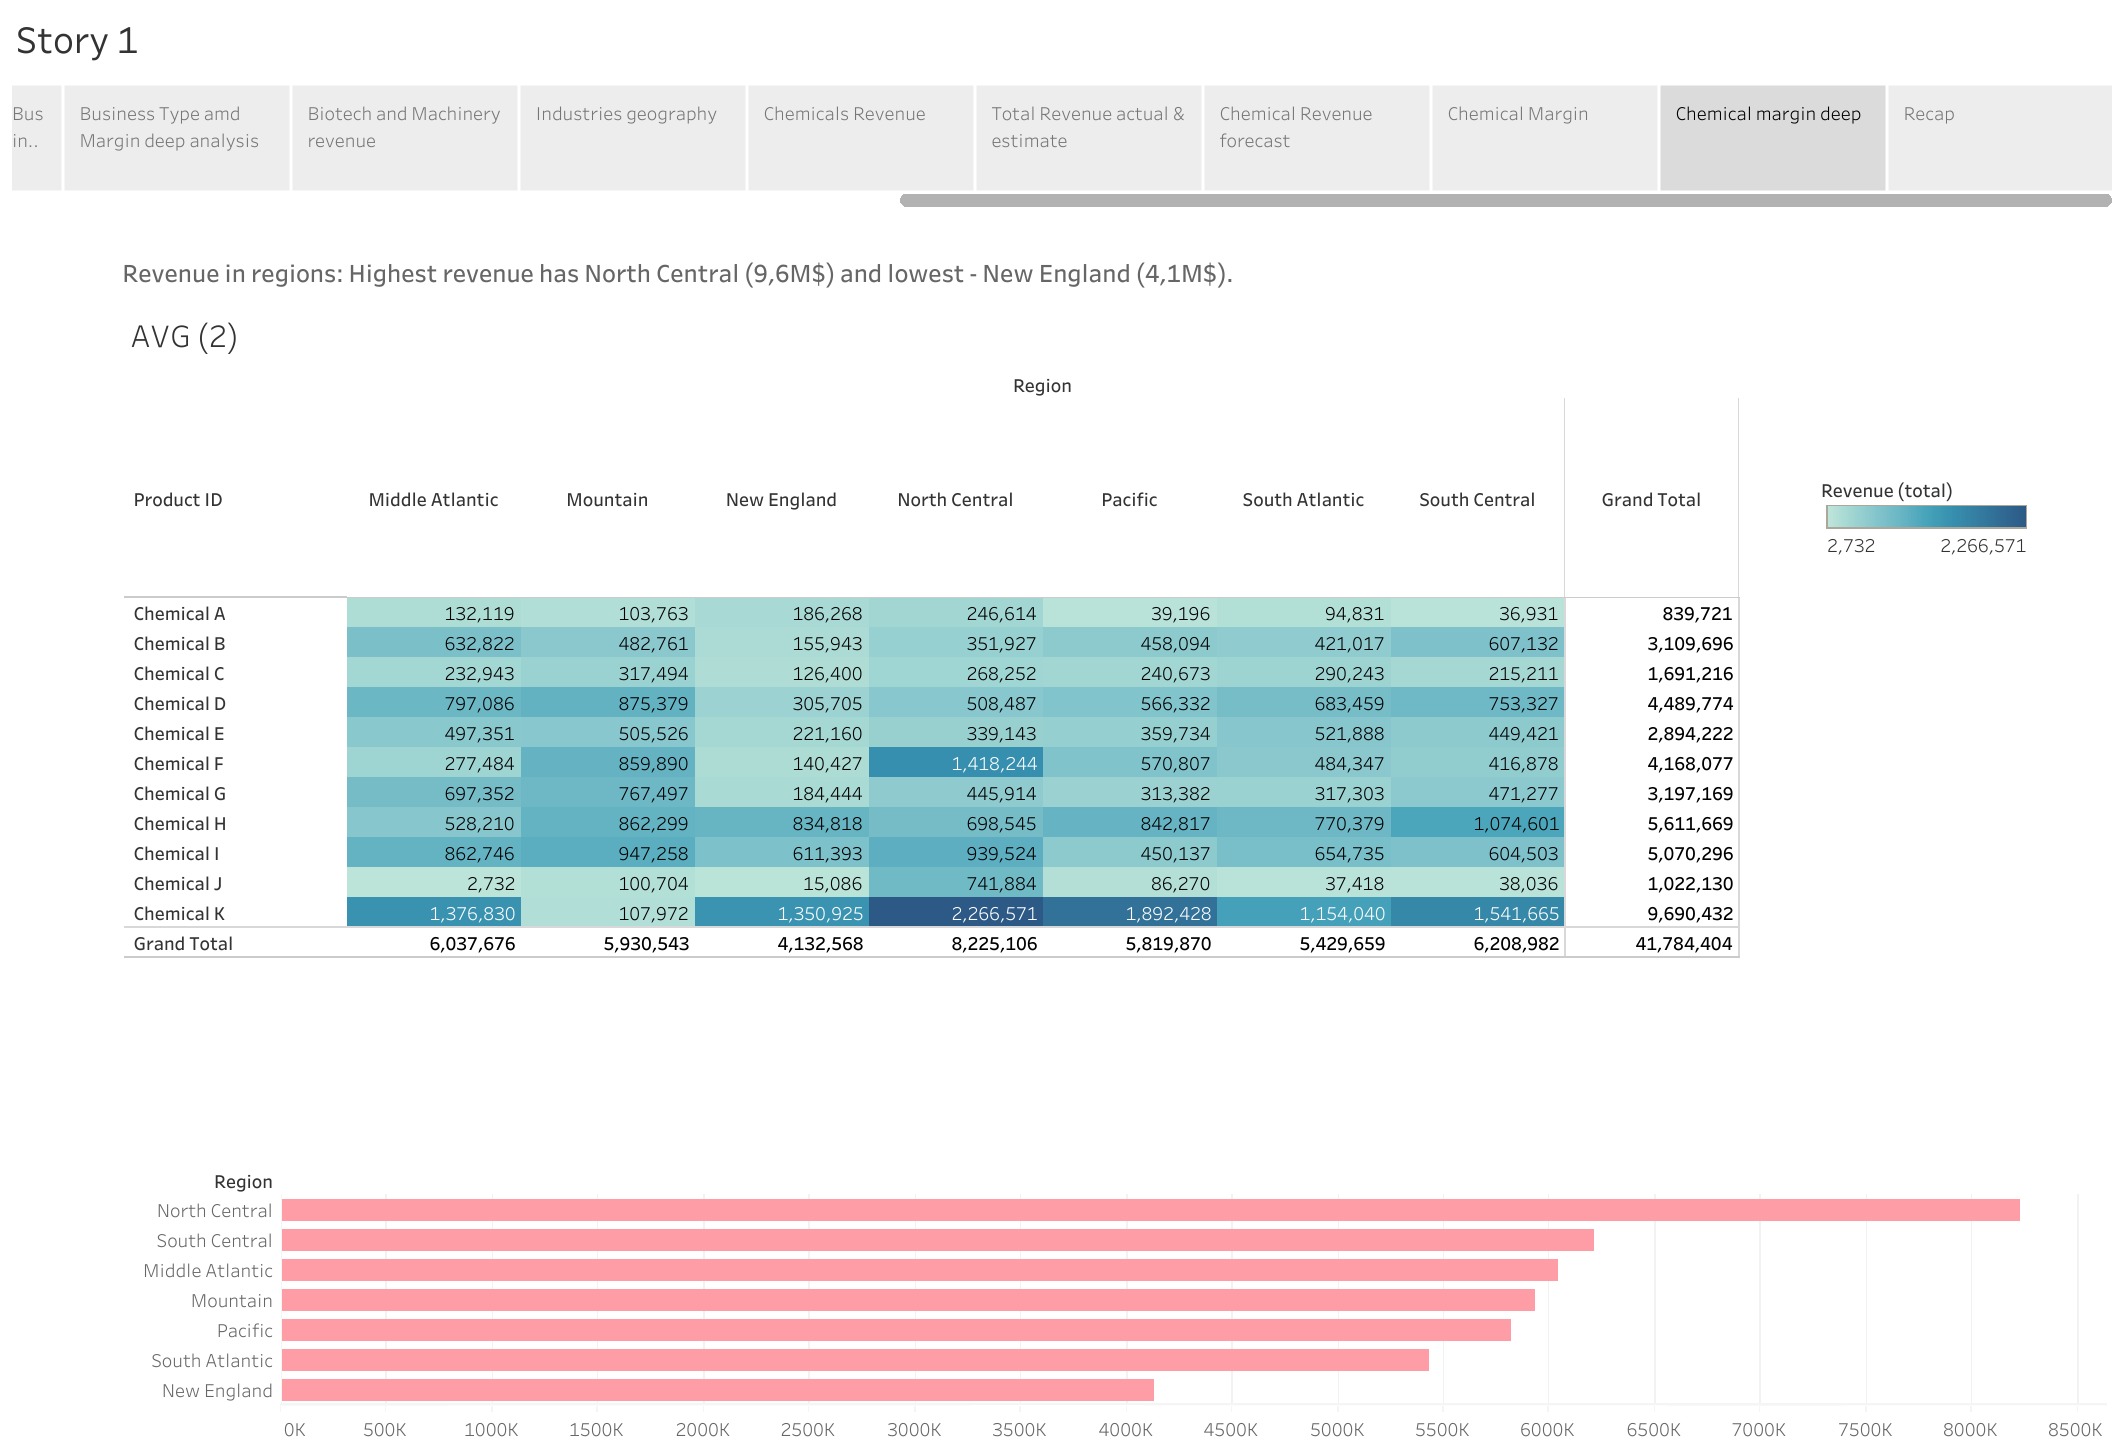 Story 1
Bus
in..
Business Type amd
Margin deep analysis
Biotech and Machinery
revenue
Industries geography
Chemicals Revenue
Total Revenue actual &
estimate
Chemical Revenue
forecast
Chemical Margin
Chemical margin deep
Recap
Revenue in regions: Highest revenue has North Central (9,6M$) and lowest - New England (4,1M$).
AVG (2)
Region
Product ID Middle Atlantic Mountain New England North Central Pacific South Atlantic South Central Grand Total
Revenue (total)
2,732 2,266,571
Chemical A 132,119 103,763 186,268 246,614 39,196 94,831 36,931 839,721
Chemical B 632,822 482,761 155,943 351,927 458,094 421,017 607,132 3,109,696
Chemical C 232,943 317,494 126,400 268,252 240,673 290,243 215,211 1,691,216
Chemical D 797,086 875,379 305,705 508,487 566,332 683,459 753,327 4,489,774
Chemical E 497,351 505,526 221,160 339,143 359,734 521,888 449,421 2,894,222
Chemical F 277,484 859,890 140,427 1,418,244 570,807 484,347 416,878 4,168,077
Chemical G 697,352 767,497 184,444 445,914 313,382 317,303 471,277 3,197,169
Chemical H 528,210 862,299 834,818 698,545 842,817 770,379 1,074,601 5,611,669
Chemical I 862,746 947,258 611,393 939,524 450,137 654,735 604,503 5,070,296
Chemical J 2,732 100,704 15,086 741,884 86,270 37,418 38,036 1,022,130
Chemical K 1,376,830 107,972 1,350,925 2,266,571 1,892,428 1,154,040 1,541,665 9,690,432
Grand Total 6,037,676 5,930,543 4,132,568 8,225,106 5,819,870 5,429,659 6,208,982 41,784,404
Region
North Central
South Central
Middle Atlantic
Mountain
Pacific
South Atlantic
New England
0K 500K 1000K 1500K 2000K 2500K 3000K 3500K 4000K 4500K 5000K 5500K 6000K 6500K 7000K 7500K 8000K 8500K